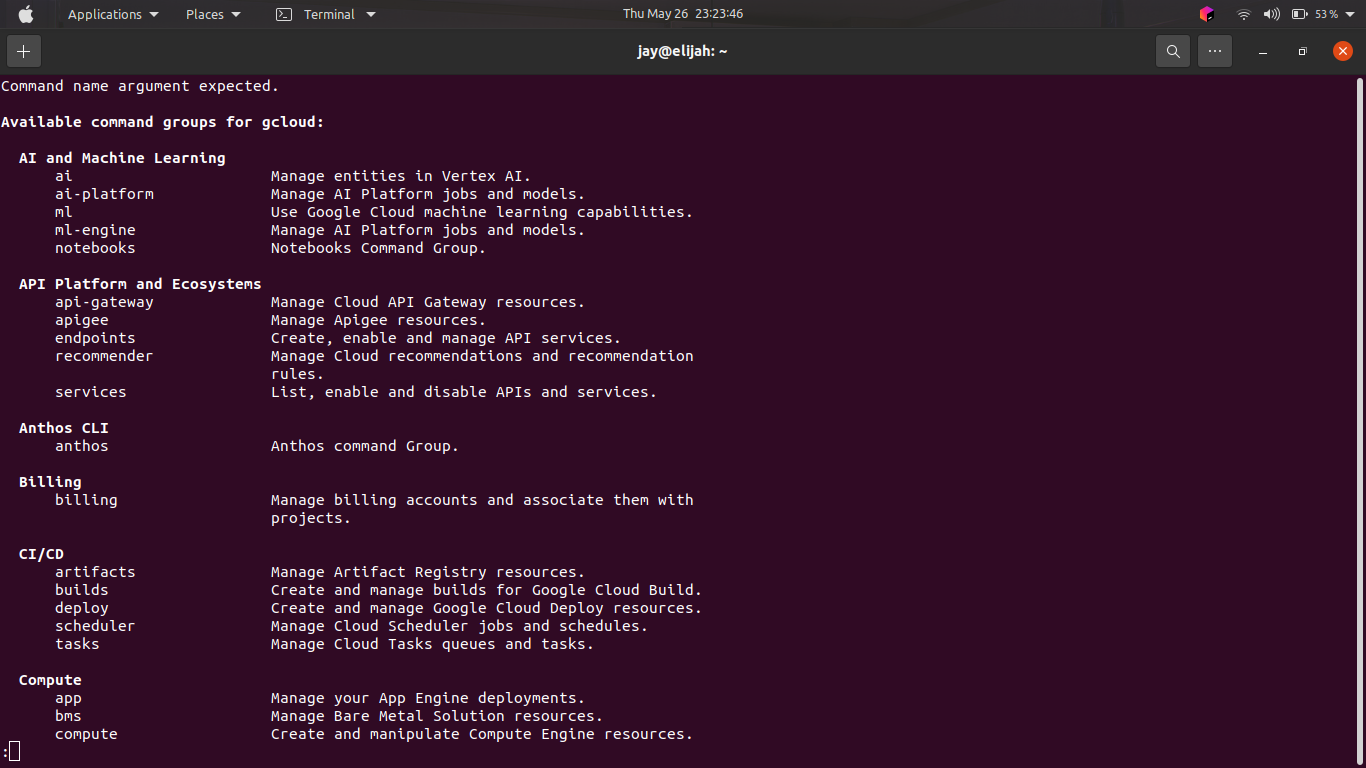 Applications Places Terminal Thu May 26 23:23:46 53 %
jay@elijah: ~
Command name argument expected.
Available command groups for gcloud:
AI and Machine Learning
ai Manage entities in Vertex AI.
ai-platform Manage AI Platform jobs and models.
ml Use Google Cloud machine learning capabilities.
ml-engine Manage AI Platform jobs and models.
notebooks Notebooks Command Group.
API Platform and Ecosystems
api-gateway Manage Cloud API Gateway resources.
apigee Manage Apigee resources.
endpoints Create, enable and manage API services.
recommender Manage Cloud recommendations and recommendation
rules.
services List, enable and disable APIs and services.
Anthos CLI
anthos Anthos command Group.
Billing
billing Manage billing accounts and associate them with
projects.
CI/CD
artifacts Manage Artifact Registry resources.
builds Create and manage builds for Google Cloud Build.
deploy Create and manage Google Cloud Deploy resources.
scheduler Manage Cloud Scheduler jobs and schedules.
tasks Manage Cloud Tasks queues and tasks.
Compute
app Manage your App Engine deployments.
bms Manage Bare Metal Solution resources.
compute Create and manipulate Compute Engine resources.
: